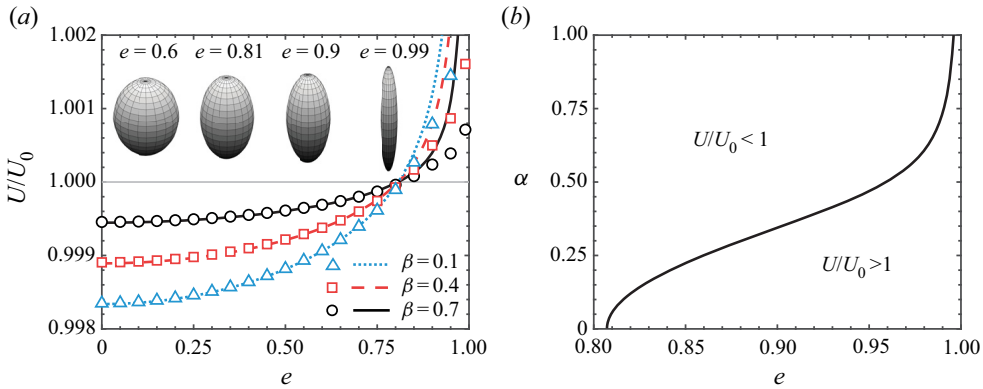 (a)
1.002
1.001
1.000
0.999
0.998
U/U₀
e = 0.6
e = 0.81
e = 0.9
e = 0.99
β = 0.1
β = 0.4
β = 0.7
0
0.25
0.50
0.75
1.00
e
(b)
1.00
0.75
0.50
0.25
0
α
U/U₀ < 1
U/U₀ >1
0.80
0.85
0.90
0.95
1.00
e